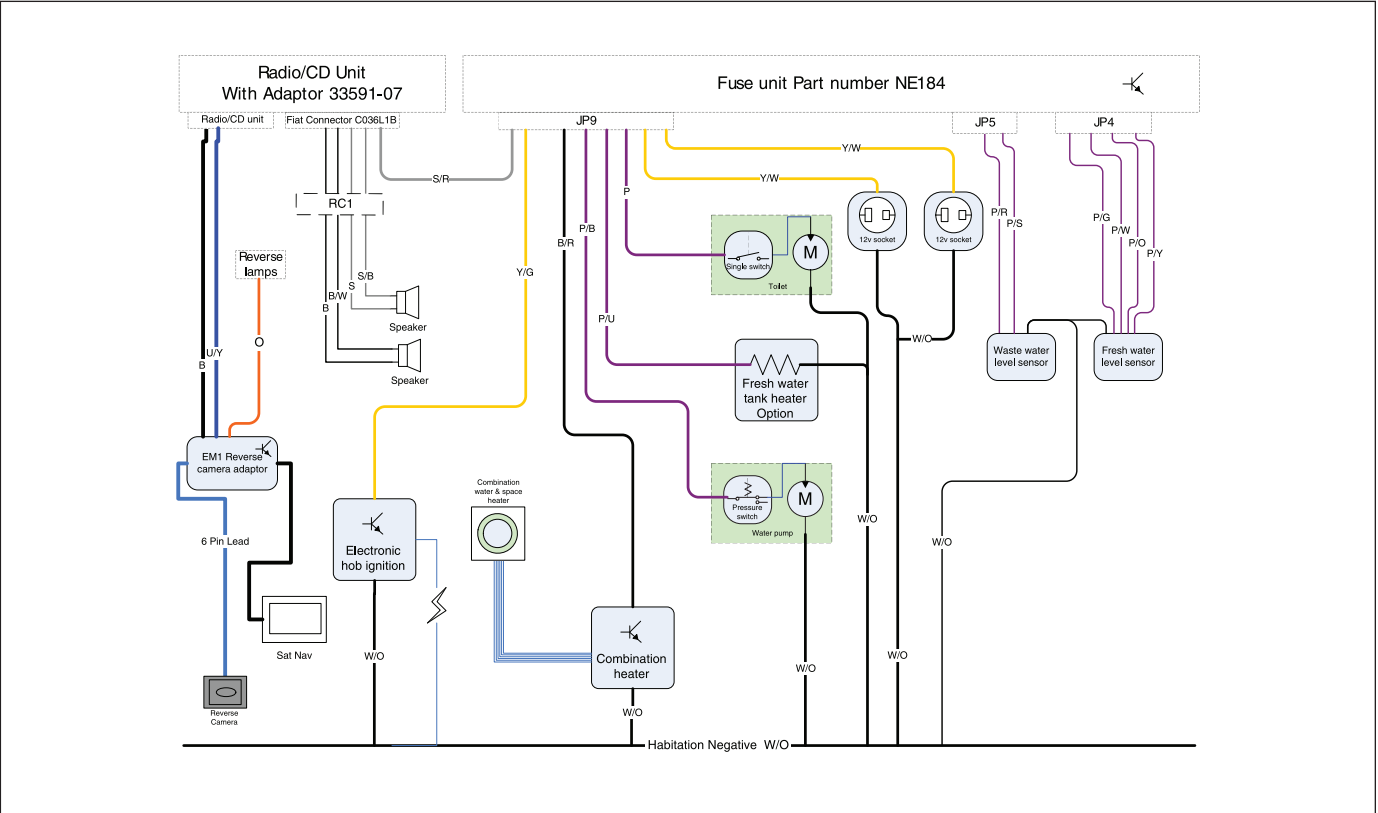 Radio/CD Unit
With Adaptor 33591-07
Fuse unit Part number NE184
Radio/CD unit
Fiat Connector C036L1B
JP9
JP5
JP4
Y/W
S/R
Y/W
RC1
P
P/R
P/S
P/G
P/W
P/O
P/Y
P/B
B/R
Y/G
12v socket
12v socket
M
Single switch
Toilet
Reverse
lamps
S/B
S
B/W
B
Speaker
P/U
O
U/Y
B
W/O
Waste water
level sensor
Fresh water
level sensor
Speaker
Fresh water
tank heater
Option
EM1 Reverse
camera adaptor
Combination
water & space
heater
M
Pressure
switch
Water pump
W/O
6 Pin Lead
W/O
Electronic
hob ignition
Sat Nav
W/O
W/O
Combination
heater
W/O
W/O
Reverse
Camera
Habitation Negative W/O